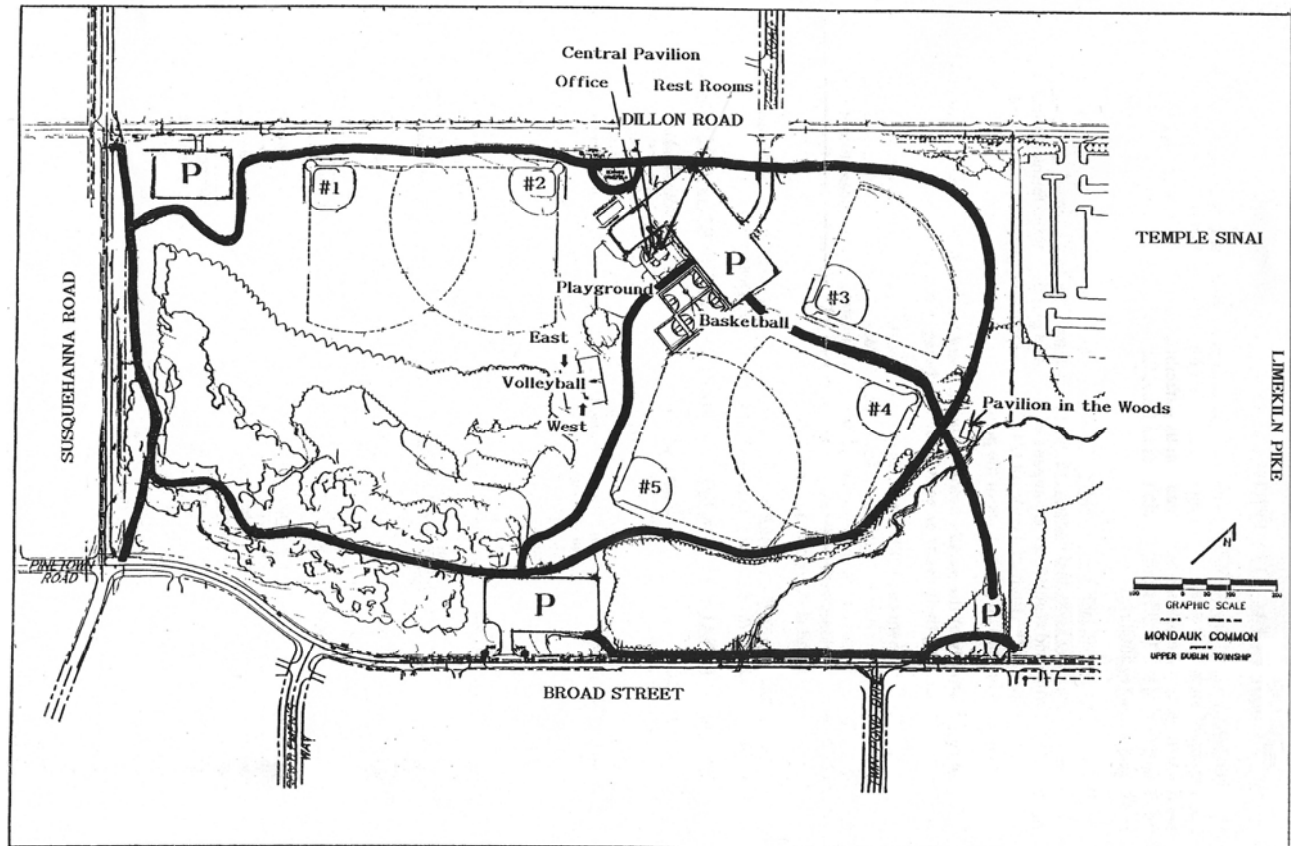 Central Pavilion
Office
Rest Rooms
DILLON ROAD
P
#1
#2
TEMPLE SINAI
SUSQUEHANNA ROAD
P
Playground
#3
Basketball
East
Volleyball
West
LIMEKILN PIKE
#4
Pavilion in the Woods
#5
N
PINETOWN
ROAD
P
P
GRAPHIC SCALE
MONDAUK COMMON
UPPER DUBLIN TOWNSHIP
BROAD STREET
WAY